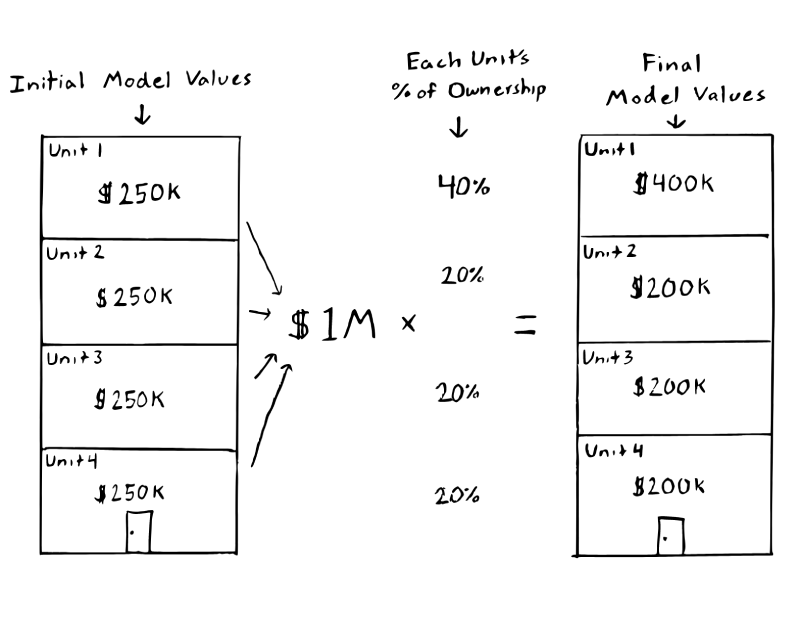 Initial Model Values
Unit 1
$250K
Unit 2
$250K
Unit 3
$250K
Unit 4
$250K
$1M ×
Each Unit's
% of Ownership
40%
20%
20%
20%
=
Final
Model Values
Unit 1
$400K
Unit 2
$200K
Unit 3
$200K
Unit 4
$200K